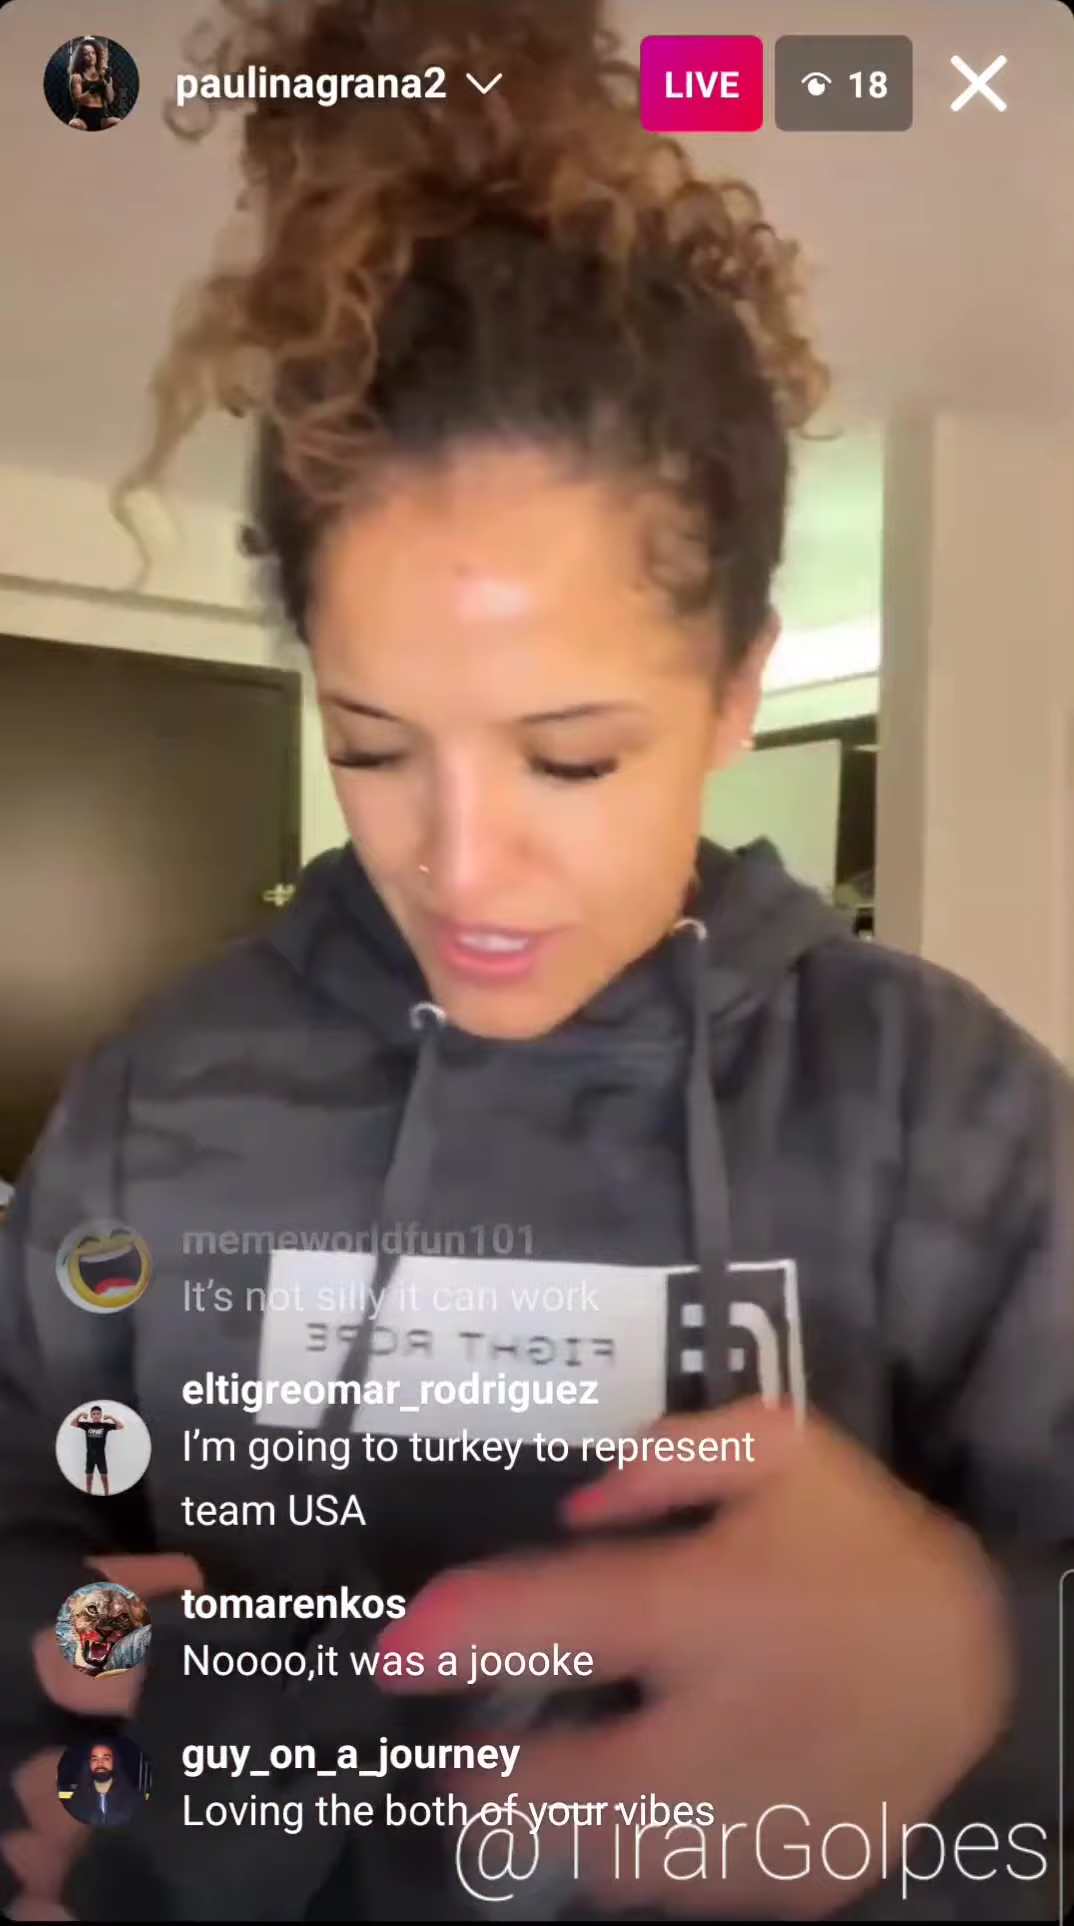 paulinagrana2
LIVE
18
memeworldfun101
It's not silly it can work
FIGHT ROPE
eltigreomar_rodriguez
I'm going to turkey to represent
team USA
tomarenkos
Noooo,it was a joooke
guy_on_a_journey
Loving the both of your vibes
@TirarGolpes